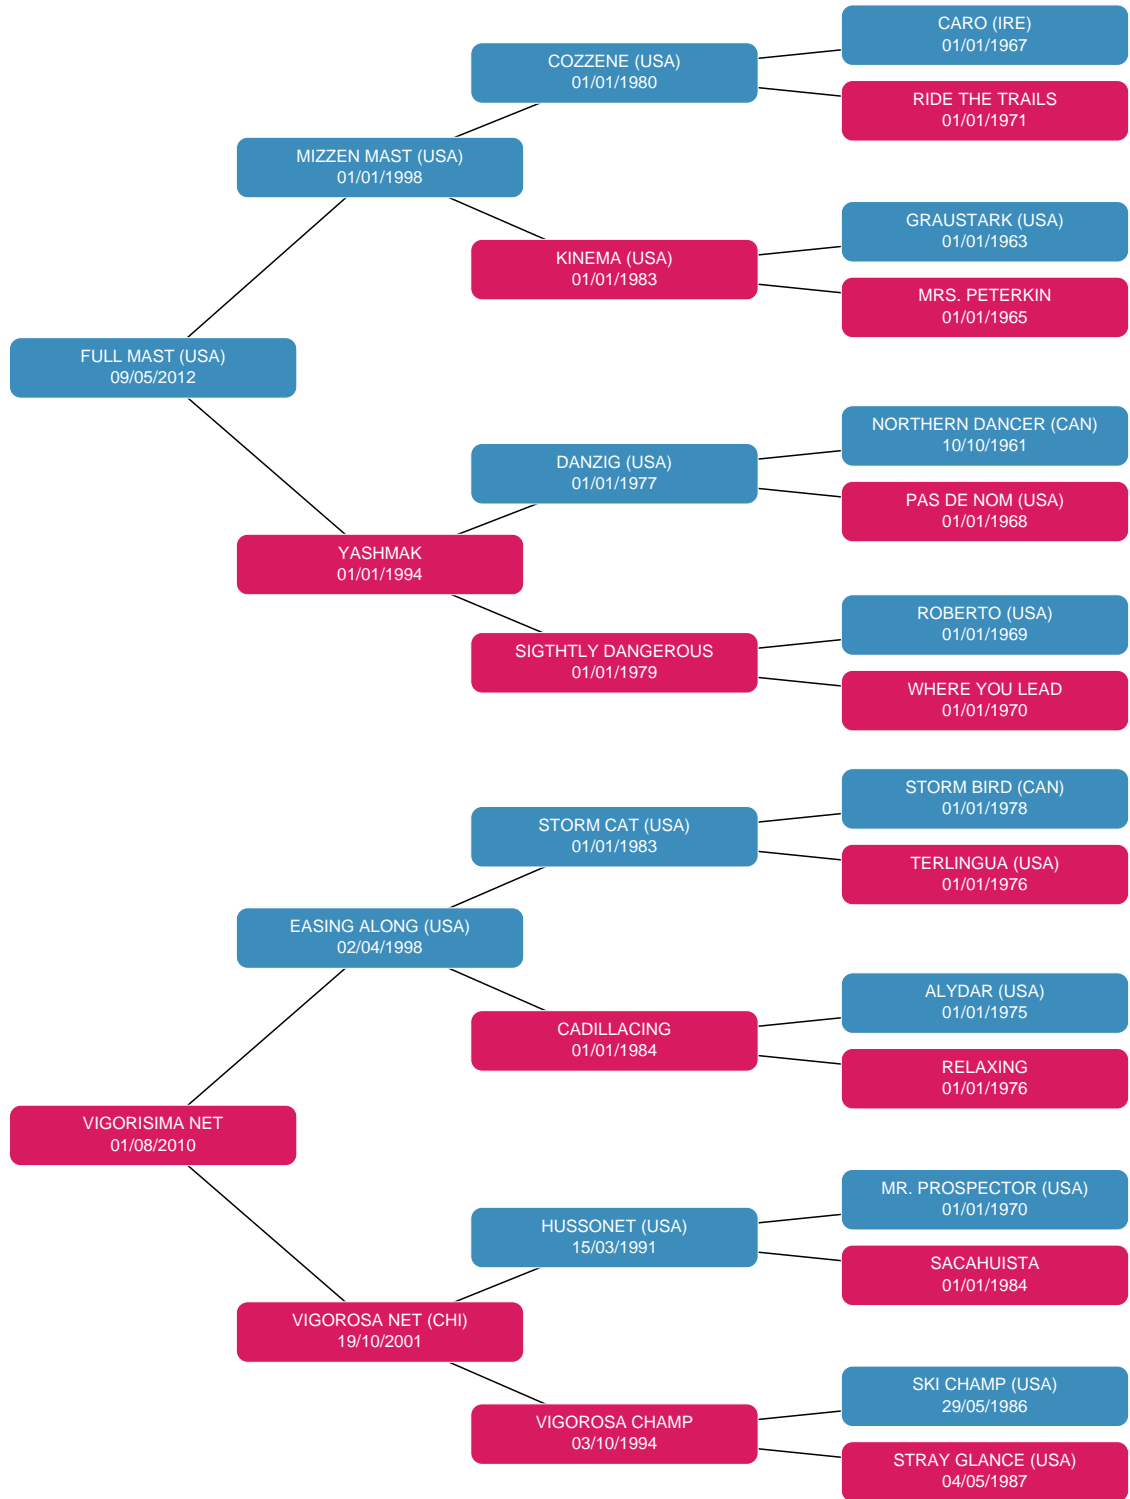 CARO (IRE)
01/01/1967
COZZENE (USA)
01/01/1980
RIDE THE TRAILS
01/01/1971
MIZZEN MAST (USA)
01/01/1998
GRAUSTARK (USA)
01/01/1963
KINEMA (USA)
01/01/1983
MRS. PETERKIN
01/01/1965
FULL MAST (USA)
09/05/2012
NORTHERN DANCER (CAN)
10/10/1961
DANZIG (USA)
01/01/1977
PAS DE NOM (USA)
01/01/1968
YASHMAK
01/01/1994
ROBERTO (USA)
01/01/1969
SIGTHTLY DANGEROUS
01/01/1979
WHERE YOU LEAD
01/01/1970
STORM BIRD (CAN)
01/01/1978
STORM CAT (USA)
01/01/1983
TERLINGUA (USA)
01/01/1976
EASING ALONG (USA)
02/04/1998
ALYDAR (USA)
01/01/1975
CADILLACING
01/01/1984
RELAXING
01/01/1976
VIGORISIMA NET
01/08/2010
MR. PROSPECTOR (USA)
01/01/1970
HUSSONET (USA)
15/03/1991
SACAHUISTA
01/01/1984
VIGOROSA NET (CHI)
19/10/2001
SKI CHAMP (USA)
29/05/1986
VIGOROSA CHAMP
03/10/1994
STRAY GLANCE (USA)
04/05/1987